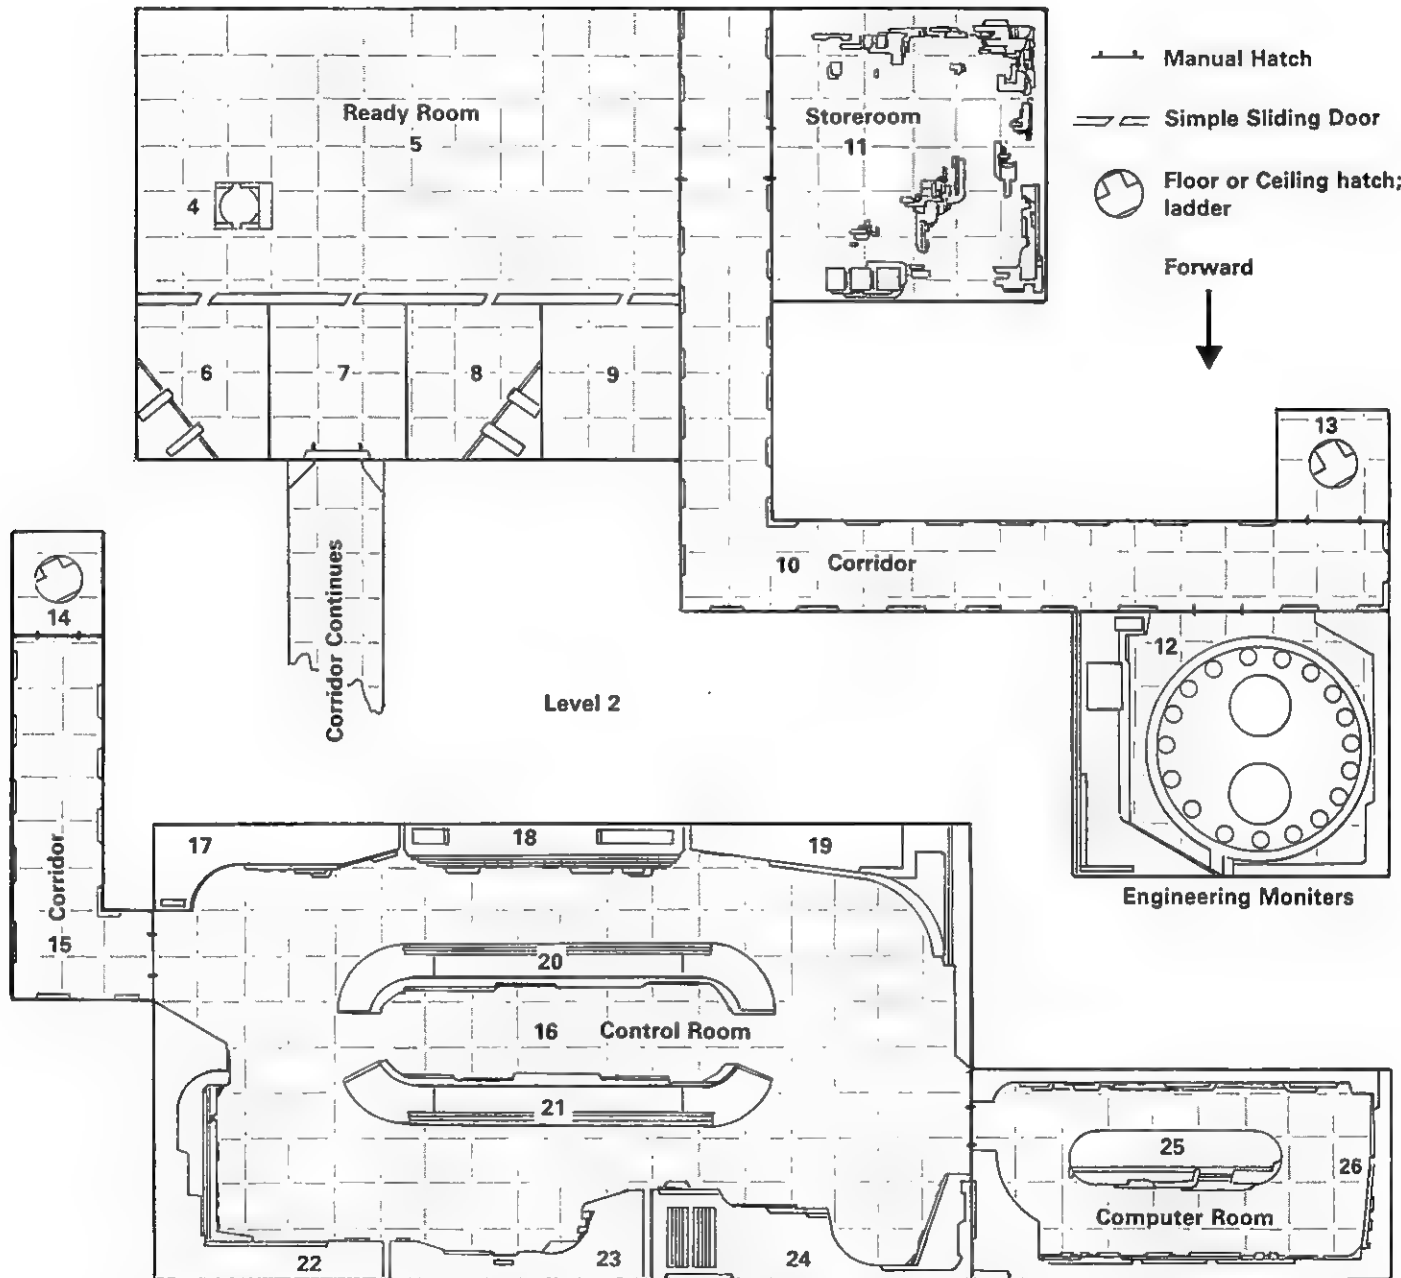 Manual Hatch
Simple Sliding Door
Floor or Ceiling hatch;
ladder
Forward
Ready Room
5
Storeroom
11
4
6
7
8
9
13
10 Corridor
Corridor Continues
14
12
Level 2
Engineering Moniters
Corridor
15
17
18
19
20
16 Control Room
21
22
23
24
25
26
Computer Room